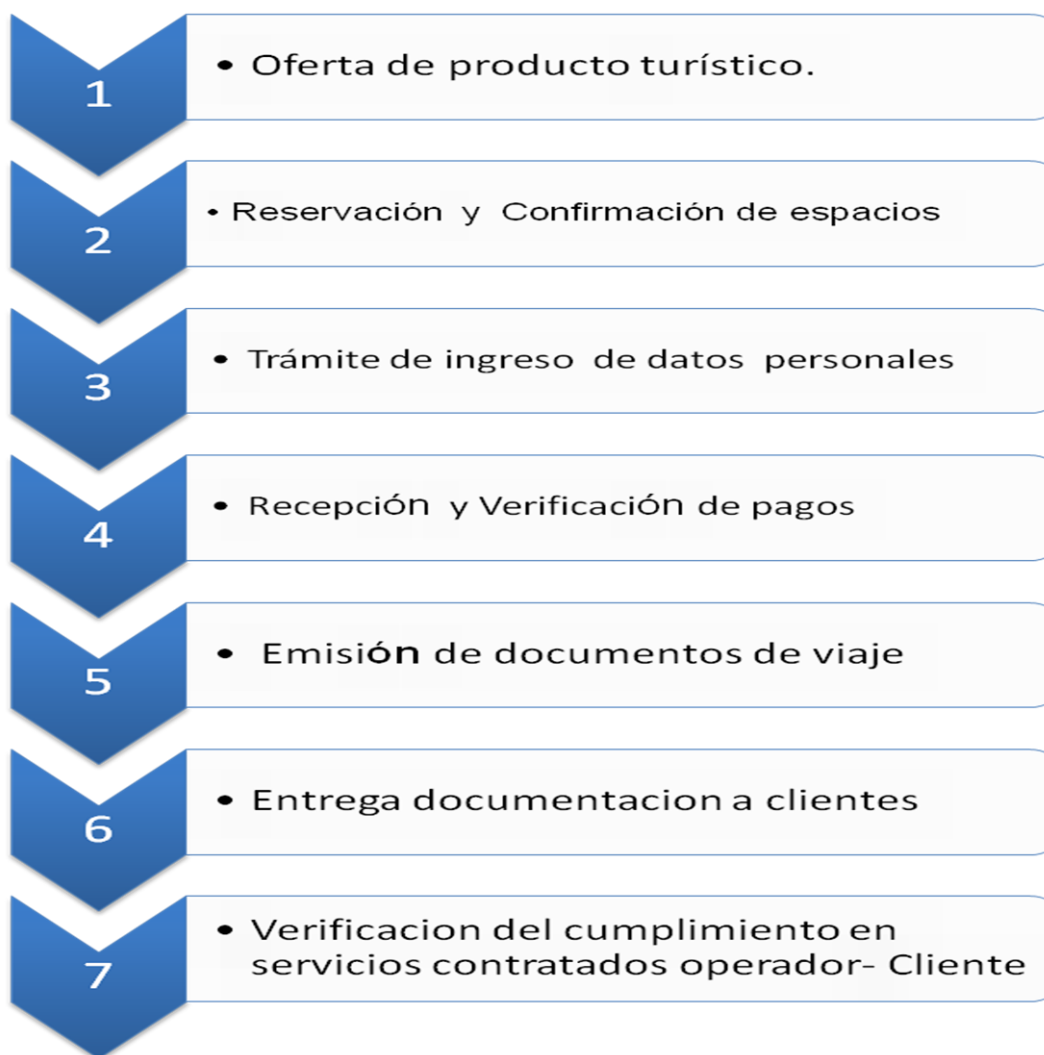 1
• Oferta de producto turístico.
2
• Reservación y Confirmación de espacios
3
• Trámite de ingreso de datos personales
4
• Recepción y Verificación de pagos
5
• Emisión de documentos de viaje
6
• Entrega documentacion a clientes
7
• Verificacion del cumplimiento en
servicios contratados operador- Cliente